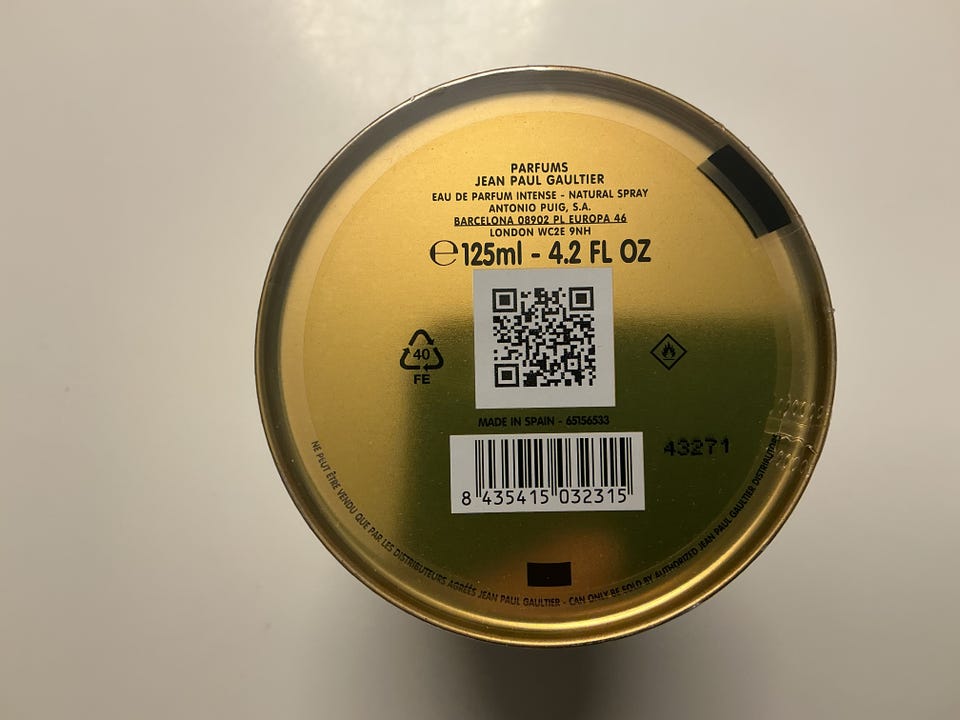 PARFUMS
JEAN PAUL GAULTIER
EAU DE PARFUM INTENSE - NATURAL SPRAY
ANTONIO PUIG, S.A.
BARCELONA 08902 PL EUROPA 46
LONDON WC2E 9NH
℮ 125ml - 4.2 FL OZ
40
FE
MADE IN SPAIN - 65156533
43271
8 435415 032315
NE PEUT ÊTRE VENDU QUE PAR LES DISTRIBUTEURS AGRÉÉS JEAN PAUL GAULTIER - CAN ONLY BE SOLD BY AUTHORIZED JEAN PAUL GAULTIER